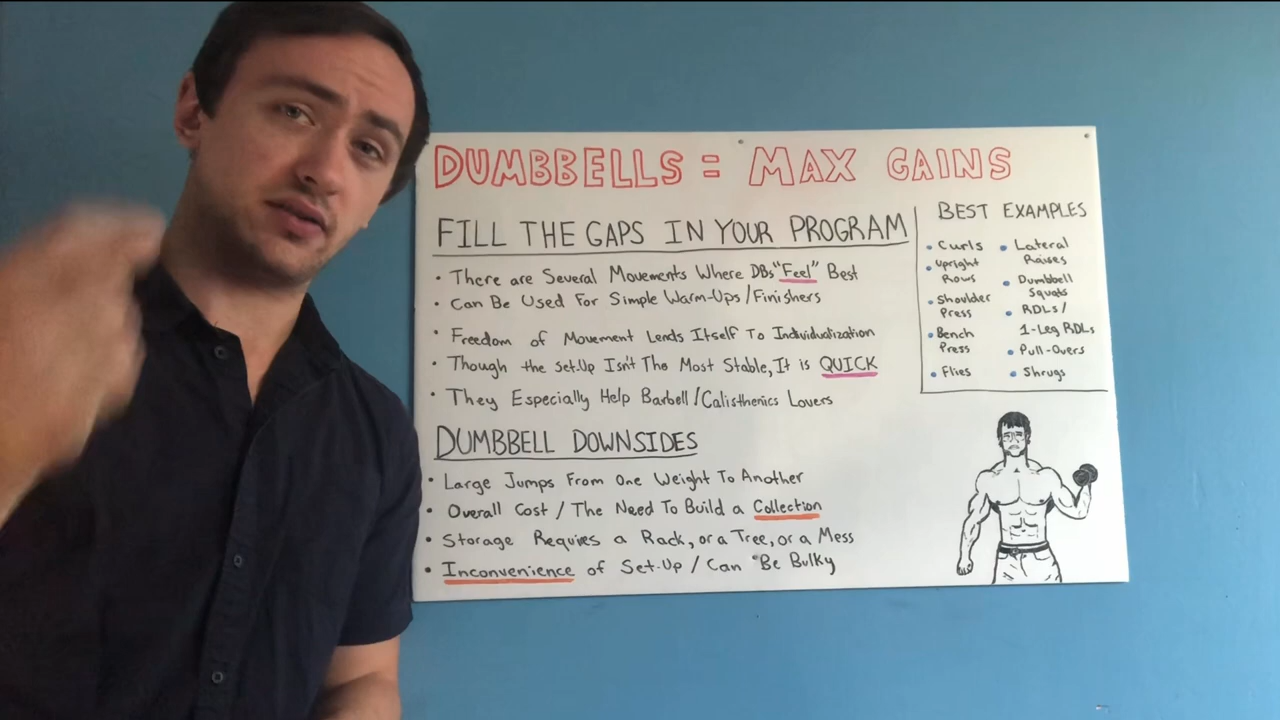 DUMBBELLS = MAX GAINS
FILL THE GAPS IN YOUR PROGRAM
• There are Several Movements Where DBs "Feel" Best
• Can Be Used For Simple Warm-Ups/Finishers
• Freedom of Movement Lends Itself To Individualization
• Though the Set-Up Isn't The Most Stable, It is QUICK
• They Especially Help Barbell/Calisthenics Lovers
DUMBBELL DOWNSIDES
• Large Jumps From One Weight To Another
• Overall Cost / The Need To Build a Collection
• Storage Requires a Rack, or a Tree, or a Mess
• Inconvenience of Set-Up / Can Be Bulky
BEST EXAMPLES
• Curls
• Upright
Rows
• Shoulder
Press
• Bench
Press
• Flies
• Lateral
Raises
• Dumbbell
Squats
• RDLs/
1-Leg RDLs
• Pull-Overs
• Shrugs